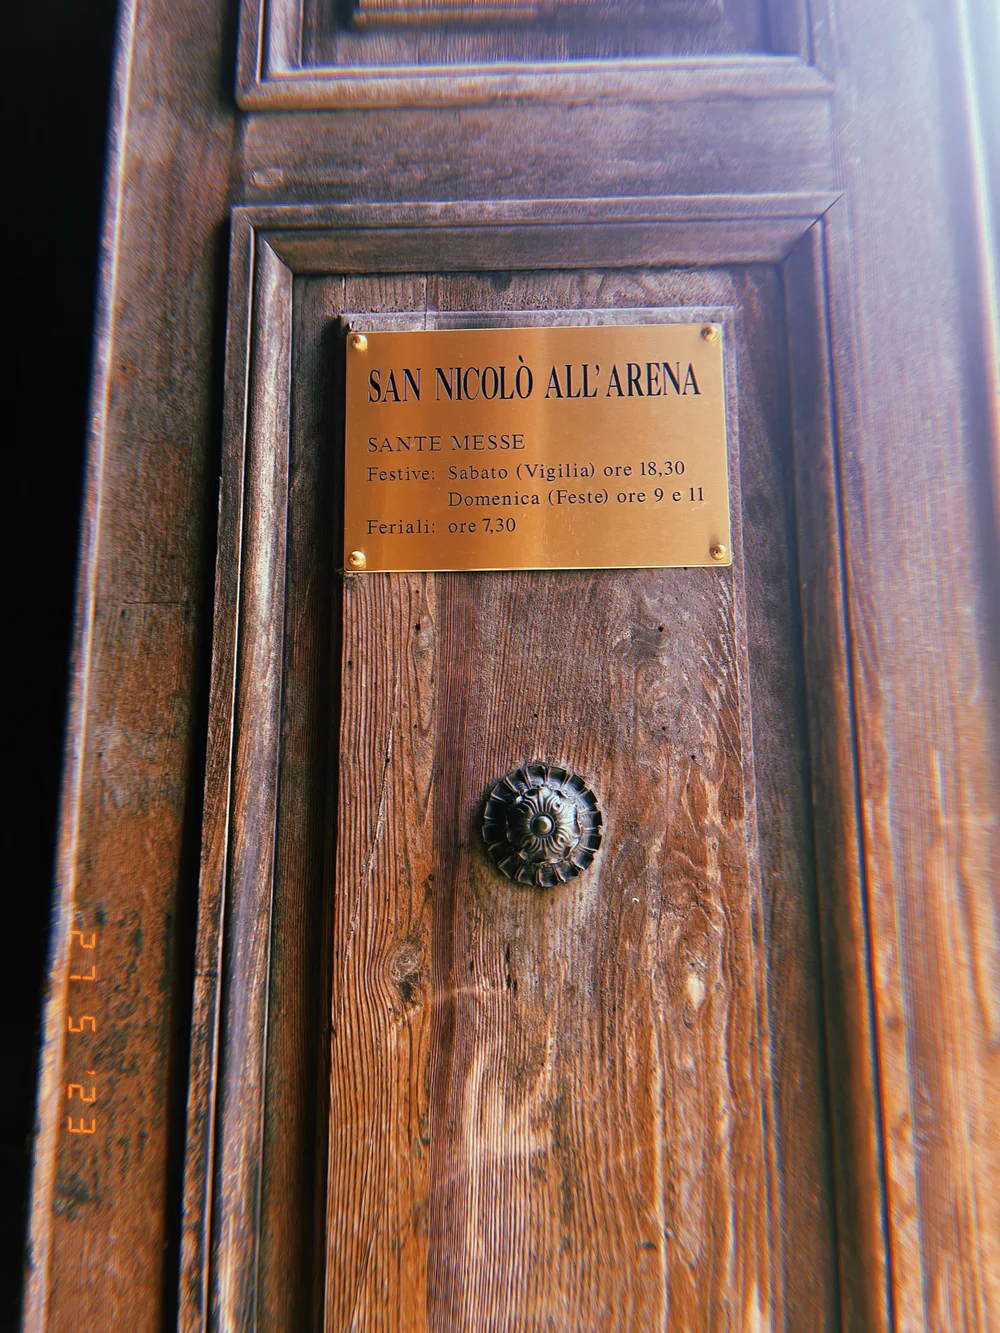 SAN NICOLÒ ALL'ARENA
SANTE MESSE
Festive: Sabato (Vigilia) ore 18,30
Domenica (Feste) ore 9 e 11
Feriali: ore 7,30
27 5 '23